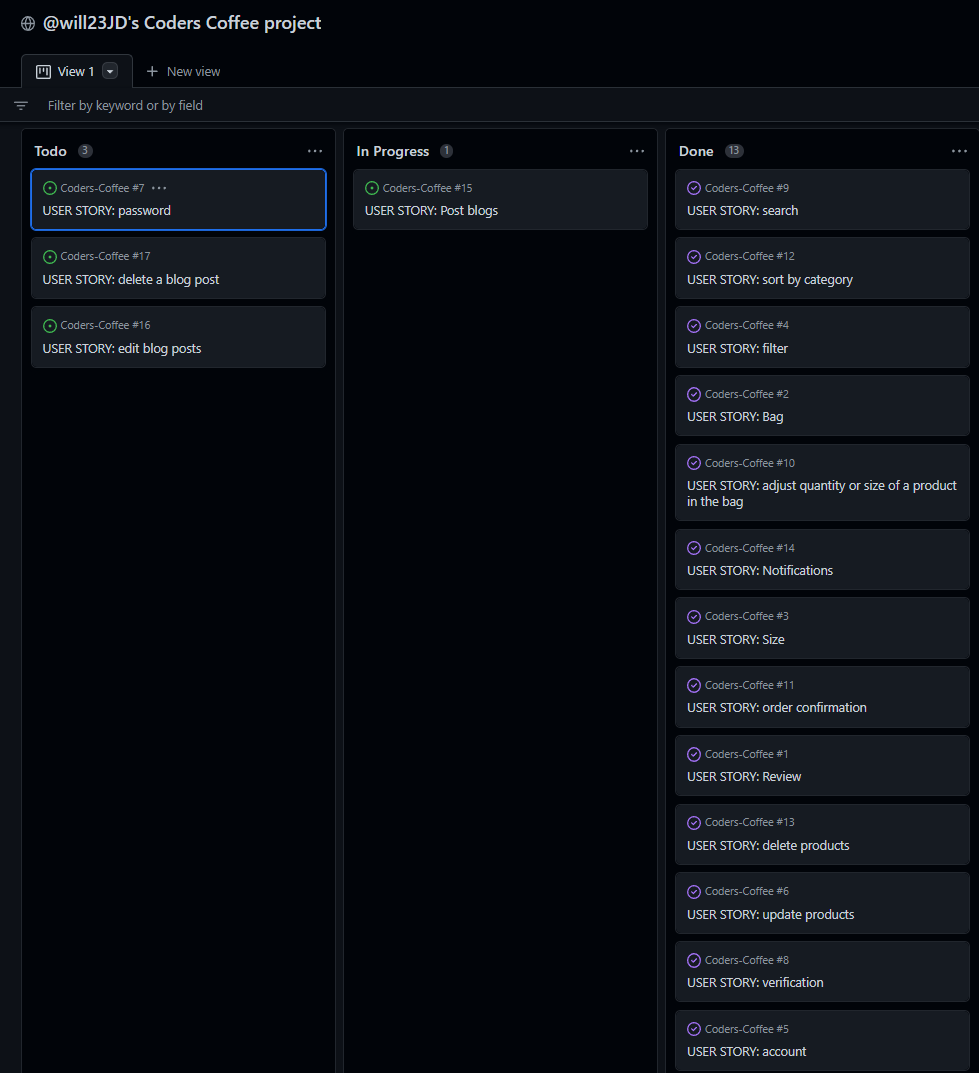 @will23JD's Coders Coffee project
View 1
New view
Filter by keyword or by field
Todo 3
Coders-Coffee #7
USER STORY: password
Coders-Coffee #17
USER STORY: delete a blog post
Coders-Coffee #16
USER STORY: edit blog posts
In Progress 1
Coders-Coffee #15
USER STORY: Post blogs
Done 13
Coders-Coffee #9
USER STORY: search
Coders-Coffee #12
USER STORY: sort by category
Coders-Coffee #4
USER STORY: filter
Coders-Coffee #2
USER STORY: Bag
Coders-Coffee #10
USER STORY: adjust quantity or size of a product
in the bag
Coders-Coffee #14
USER STORY: Notifications
Coders-Coffee #3
USER STORY: Size
Coders-Coffee #11
USER STORY: order confirmation
Coders-Coffee #1
USER STORY: Review
Coders-Coffee #13
USER STORY: delete products
Coders-Coffee #6
USER STORY: update products
Coders-Coffee #8
USER STORY: verification
Coders-Coffee #5
USER STORY: account